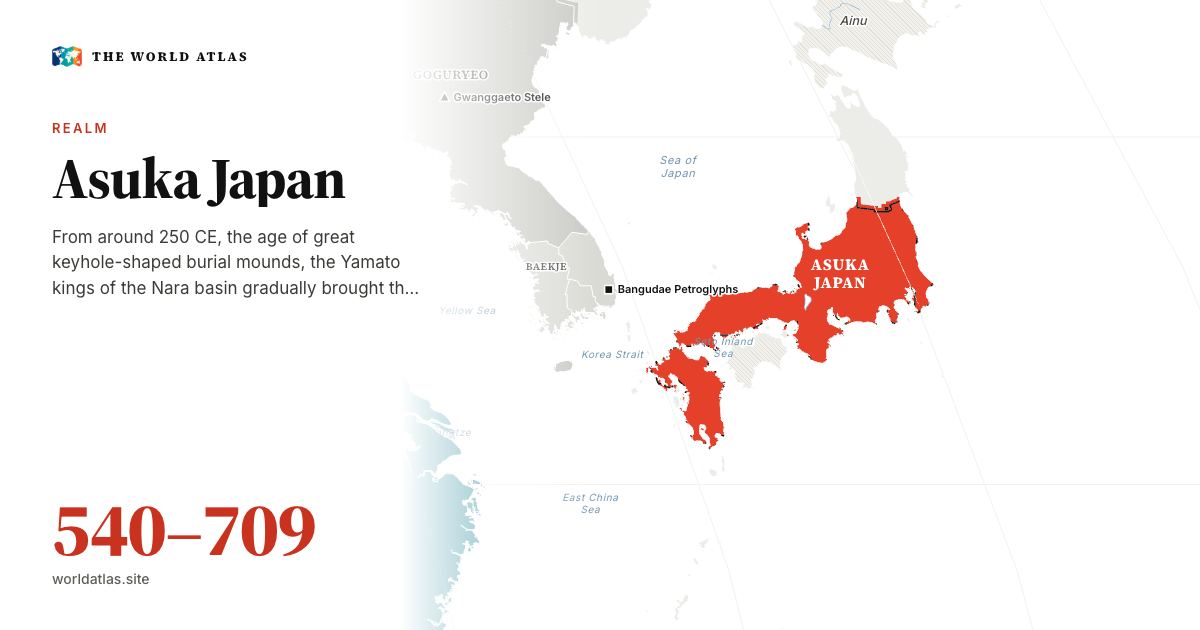 THE WORLD ATLAS
REALM
Asuka Japan
From around 250 CE, the age of great
keyhole-shaped burial mounds, the Yamato
kings of the Nara basin gradually brought th...
540–709
worldatlas.site
Ainu
GOGURYEO
Gwanggaeto Stele
Sea of
Japan
BAEKJE
ASUKA
JAPAN
Bangudae Petroglyphs
Yellow Sea
Inland
Sea
Korea Strait
East China
Sea